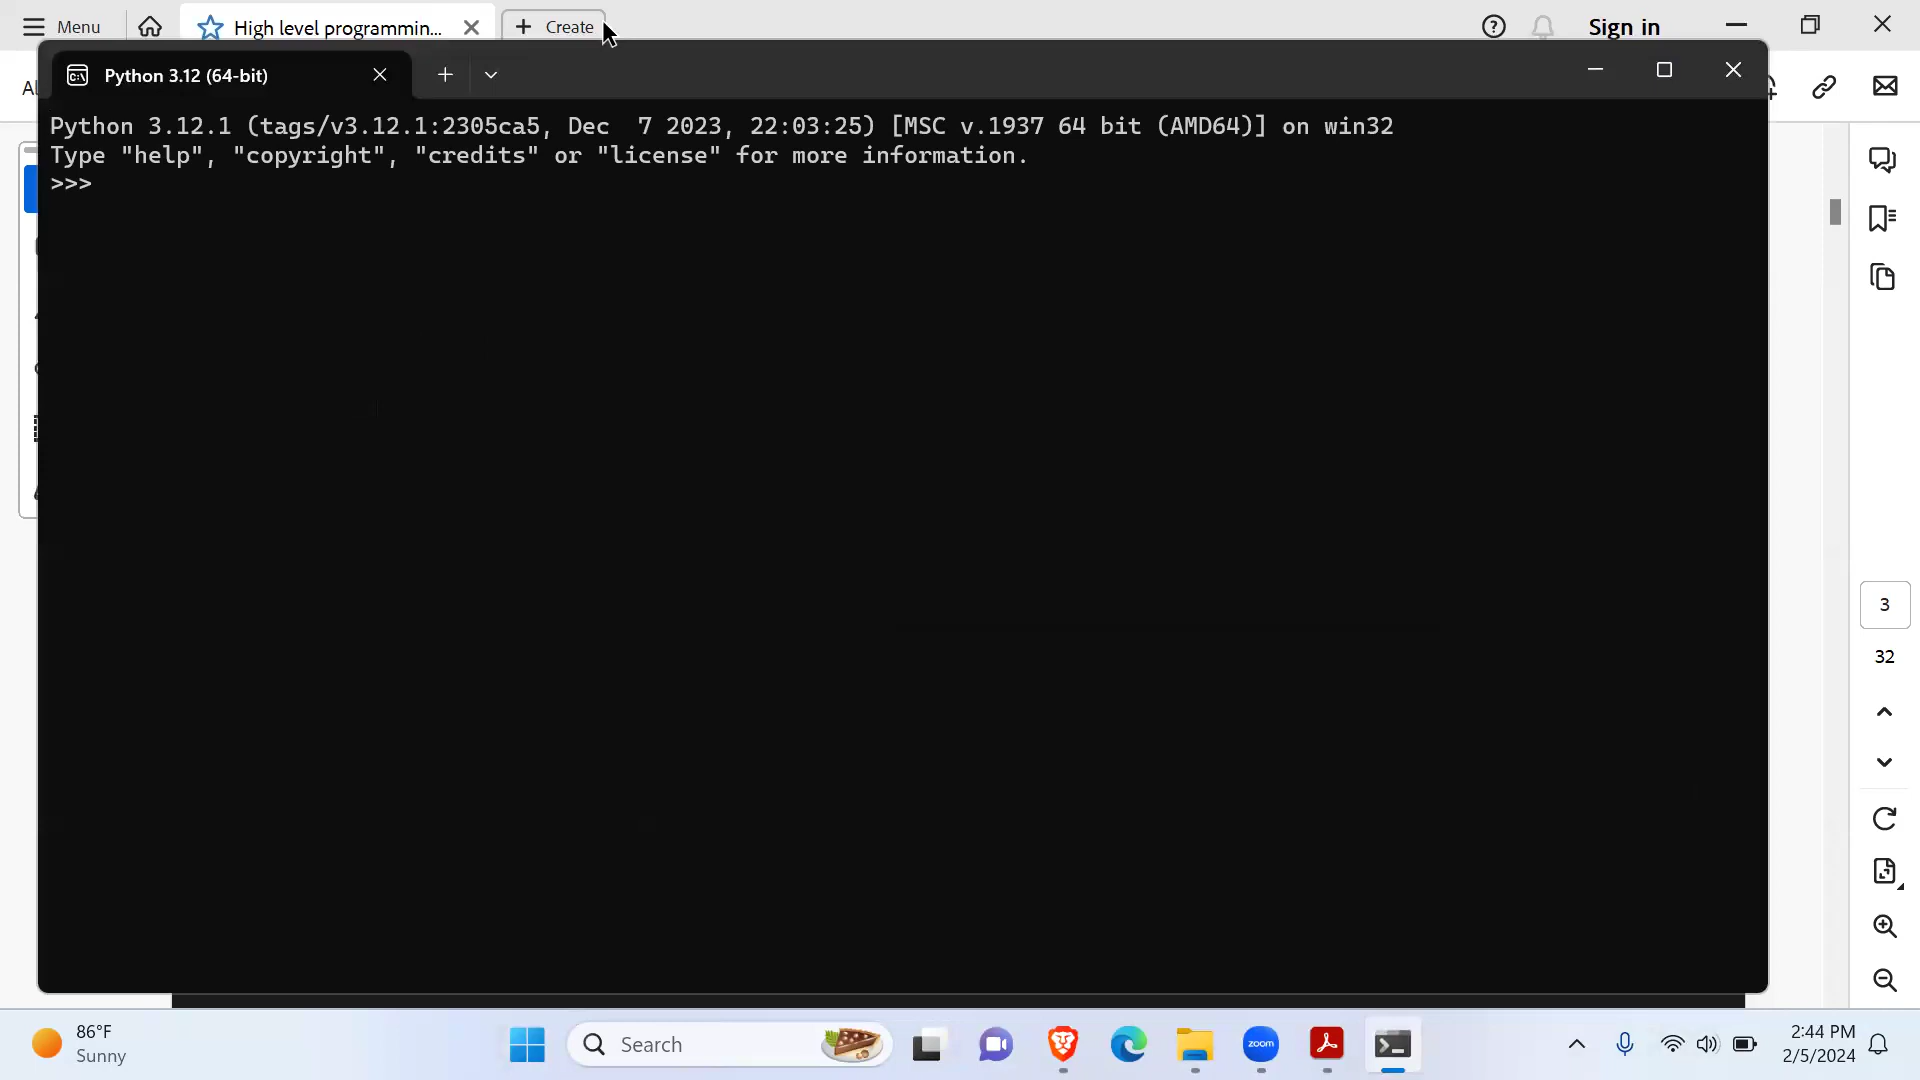 Menu
High level programmin...
Create
Sign in
Python 3.12 (64-bit)
Python 3.12.1 (tags/v3.12.1:2305ca5, Dec  7 2023, 22:03:25) [MSC v.1937 64 bit (AMD64)] on win32
Type "help", "copyright", "credits" or "license" for more information.
>>>
3
32
86°F
Sunny
Search
zoom
2:44 PM
2/5/2024